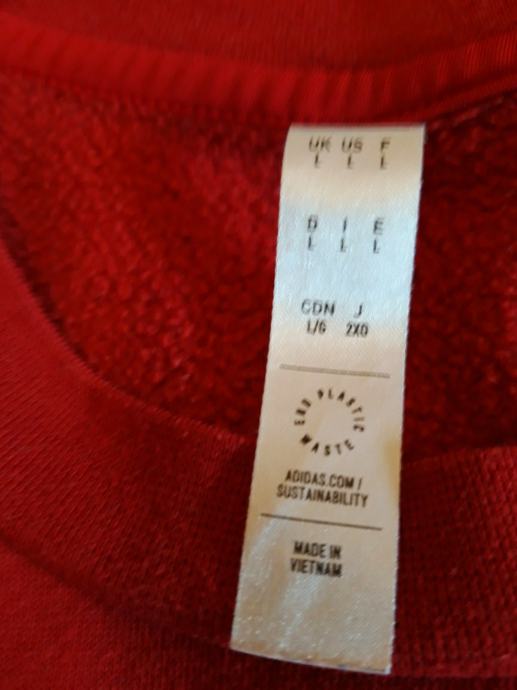 UK US F
L L L
D I E
L L L
CDN J
L/G 2XO
END PLASTIC WASTE
ADIDAS.COM /
SUSTAINABILITY
MADE IN
VIETNAM